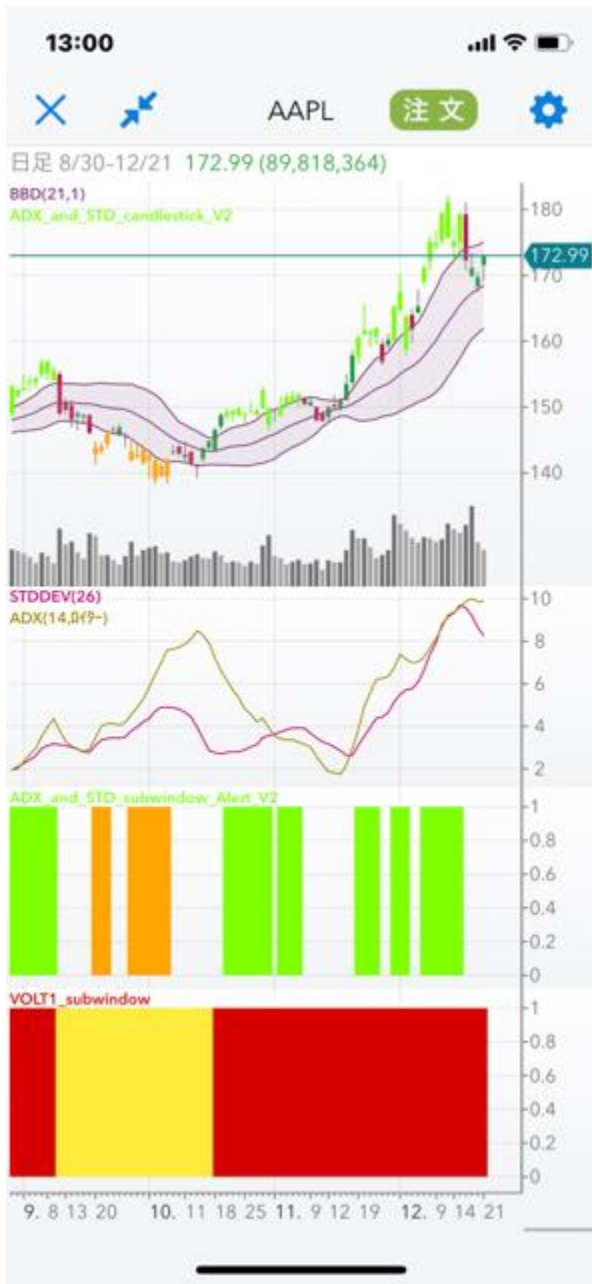 13:00
AAPL 注文
日足 8/30-12/21 172.99 (89,818,364)
BBD(21,1)
ADX_and_STD_candlestick_V2
180
172.99
170
160
150
140
STDDEV(26)
ADX(14,ﾛｲﾔｰ)
10
8
6
4
2
ADX_and_STD_subwindow_Alert_V2
1
0.8
0.6
0.4
0.2
0
VOLT1_subwindow
1
0.8
0.6
0.4
0.2
0
9. 8 13 20 10. 11 18 25 11. 9 12 19 12. 9 14 21